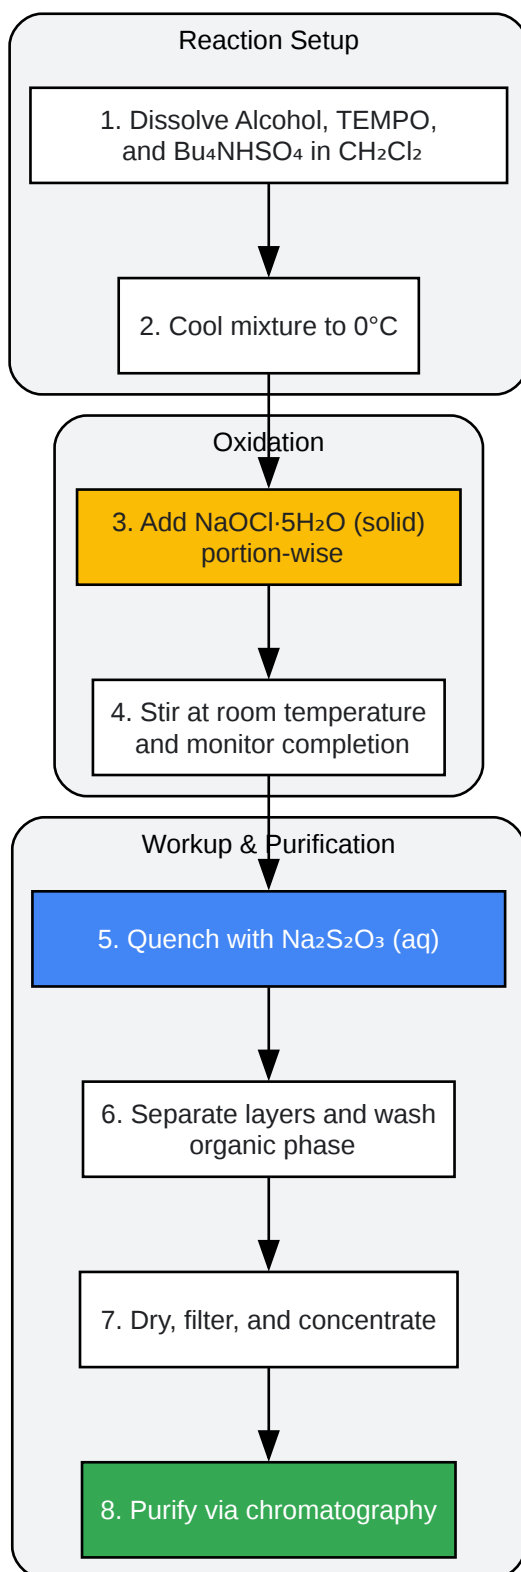 Reaction Setup
1. Dissolve Alcohol, TEMPO,
and Bu₄NHSO₄ in CH₂Cl₂
2. Cool mixture to 0°C
Oxidation
3. Add NaOCl·5H₂O (solid)
portion-wise
4. Stir at room temperature
and monitor completion
Workup & Purification
5. Quench with Na₂S₂O₃ (aq)
6. Separate layers and wash
organic phase
7. Dry, filter, and concentrate
8. Purify via chromatography